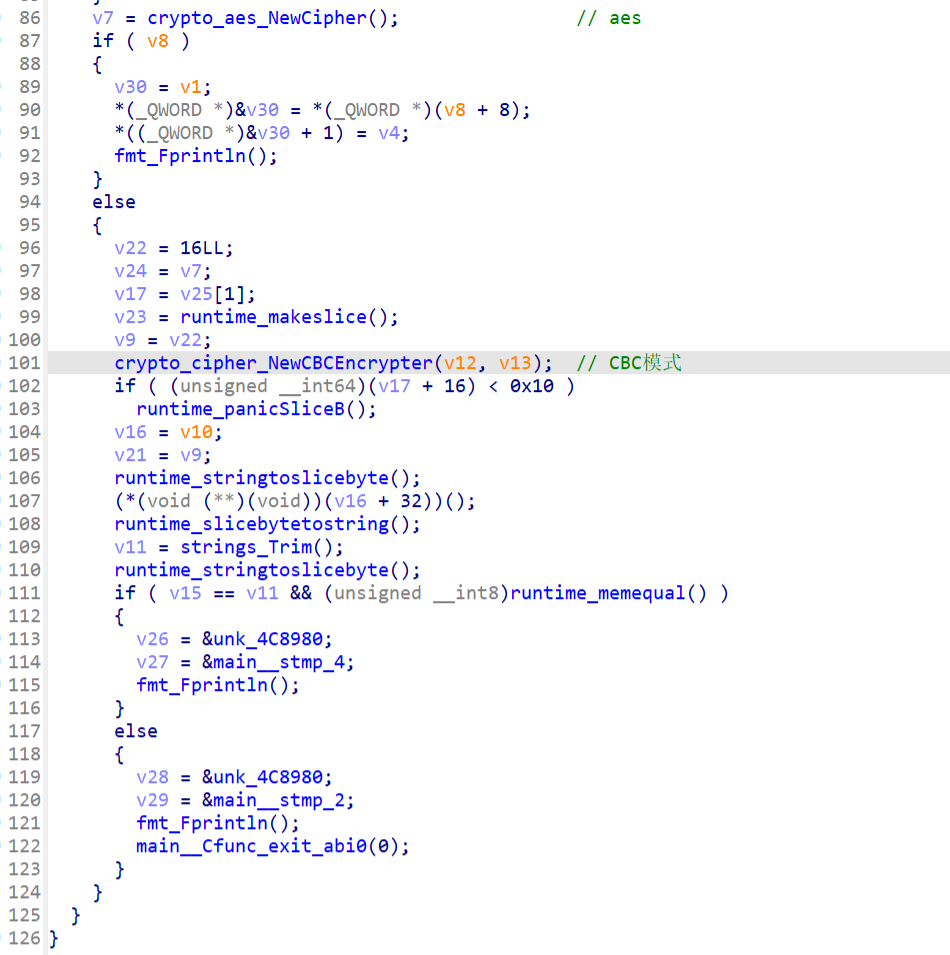 86 v7 = crypto_aes_NewCipher(); // aes
87 if ( v8 )
88 {
89 v30 = v1;
90 *(_QWORD *)&v30 = *(_QWORD *)(v8 + 8);
91 *((_QWORD *)&v30 + 1) = v4;
92 fmt_Fprintln();
93 }
94 else
95 {
96 v22 = 16LL;
97 v24 = v7;
98 v17 = v25[1];
99 v23 = runtime_makeslice();
100 v9 = v22;
101 crypto_cipher_NewCBCEncrypter(v12, v13); // CBC模式
102 if ( (unsigned __int64)(v17 + 16) < 0x10 )
103 runtime_panicSliceB();
104 v16 = v10;
105 v21 = v9;
106 runtime_stringtoslicebyte();
107 (*(void (**)(void))(v16 + 32))();
108 runtime_slicebytetostring();
109 v11 = strings_Trim();
110 runtime_stringtoslicebyte();
111 if ( v15 == v11 && (unsigned __int8)runtime_memequal() )
112 {
113 v26 = &unk_4C8980;
114 v27 = &main__stmp_4;
115 fmt_Fprintln();
116 }
117 else
118 {
119 v28 = &unk_4C8980;
120 v29 = &main__stmp_2;
121 fmt_Fprintln();
122 main__Cfunc_exit_abi0(0);
123 }
124 }
125 }
126 }